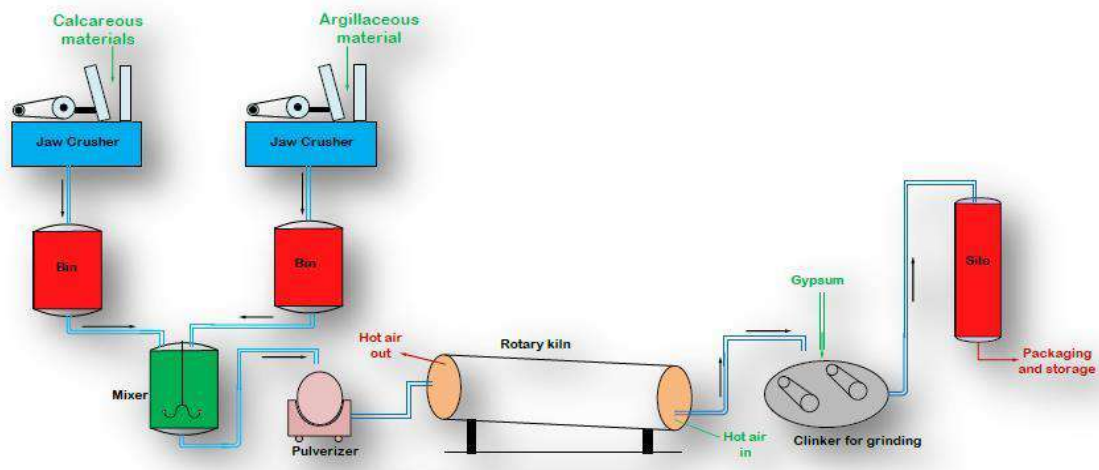 Calcareous
materials
Argillaceous
material
Jaw Crusher
Jaw Crusher
Bin
Bin
Mixer
Pulverizer
Hot air
out
Rotary kiln
Hot air
in
Gypsum
Clinker for grinding
Silo
Packaging
and storage